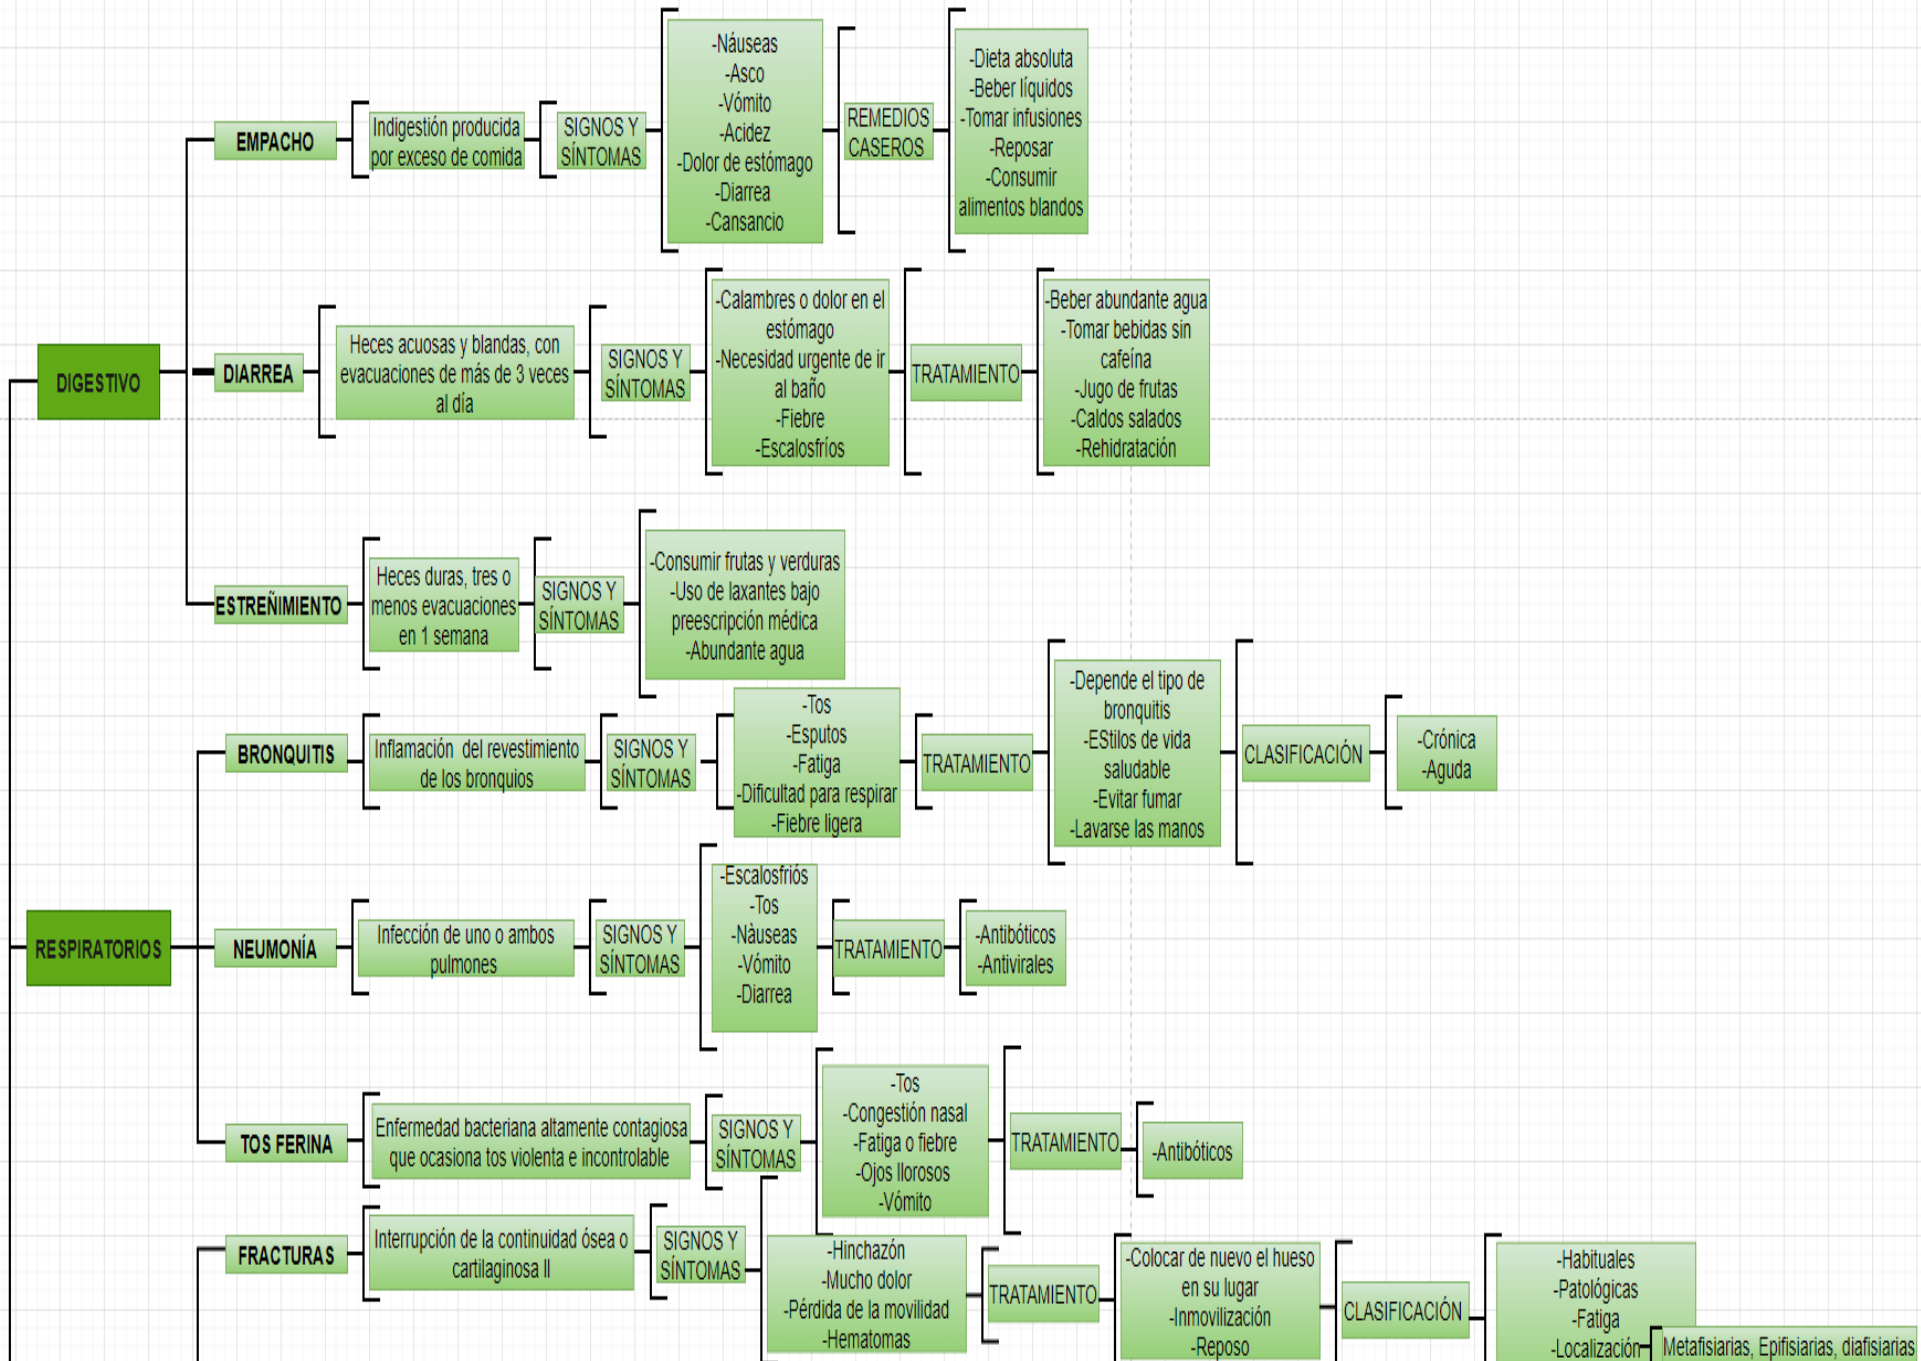 DIGESTIVO
EMPACHO
Indigestión producida
por exceso de comida
SIGNOS Y
SÍNTOMAS
-Náuseas
-Asco
-Vómito
-Acidez
-Dolor de estómago
-Diarrea
-Cansancio
REMEDIOS
CASEROS
-Dieta absoluta
-Beber líquidos
-Tomar infusiones
-Reposar
-Consumir
alimentos blandos
DIARREA
Heces acuosas y blandas, con
evacuaciones de más de 3 veces
al día
SIGNOS Y
SÍNTOMAS
-Calambres o dolor en el
estómago
-Necesidad urgente de ir
al baño
-Fiebre
-Escalosfríos
TRATAMIENTO
-Beber abundante agua
-Tomar bebidas sin
cafeína
-Jugo de frutas
-Caldos salados
-Rehidratación
ESTREÑIMIENTO
Heces duras, tres o
menos evacuaciones
en 1 semana
SIGNOS Y
SÍNTOMAS
-Consumir frutas y verduras
-Uso de laxantes bajo
preescripción médica
-Abundante agua
RESPIRATORIOS
BRONQUITIS
Inflamación del revestimiento
de los bronquios
SIGNOS Y
SÍNTOMAS
-Tos
-Esputos
-Fatiga
-Dificultad para respirar
-Fiebre ligera
TRATAMIENTO
-Depende el tipo de
bronquitis
-EStilos de vida
saludable
-Evitar fumar
-Lavarse las manos
CLASIFICACIÓN
-Crónica
-Aguda
NEUMONÍA
Infección de uno o ambos
pulmones
SIGNOS Y
SÍNTOMAS
-Escalosfriós
-Tos
-Nàuseas
-Vómito
-Diarrea
TRATAMIENTO
-Antibóticos
-Antivirales
TOS FERINA
Enfermedad bacteriana altamente contagiosa
que ocasiona tos violenta e incontrolable
SIGNOS Y
SÍNTOMAS
-Tos
-Congestión nasal
-Fatiga o fiebre
-Ojos llorosos
-Vómito
TRATAMIENTO
-Antibóticos
FRACTURAS
Interrupción de la continuidad ósea o
cartilaginosa ll
SIGNOS Y
SÍNTOMAS
-Hinchazón
-Mucho dolor
-Pérdida de la movilidad
-Hematomas
TRATAMIENTO
-Colocar de nuevo el hueso
en su lugar
-Inmovilización
-Reposo
CLASIFICACIÓN
-Habituales
-Patológicas
-Fatiga
-Localización
Metafisiarias, Epifisiarias, diafisiarias